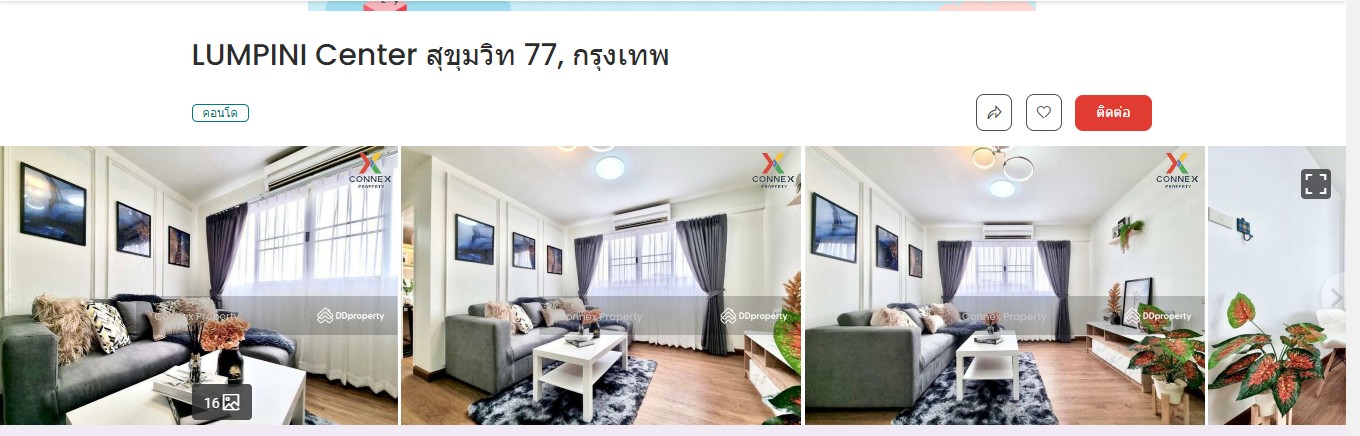 LUMPINI Center สุขุมวิท 77, กรุงเทพ
คอนโด
ติดต่อ
CONNEX
PROPERTY
CONNEX
PROPERTY
CONNEX
PROPERTY
Connex Property
DDproperty
Connex Property
DDproperty
Connex Property
DDproperty
16